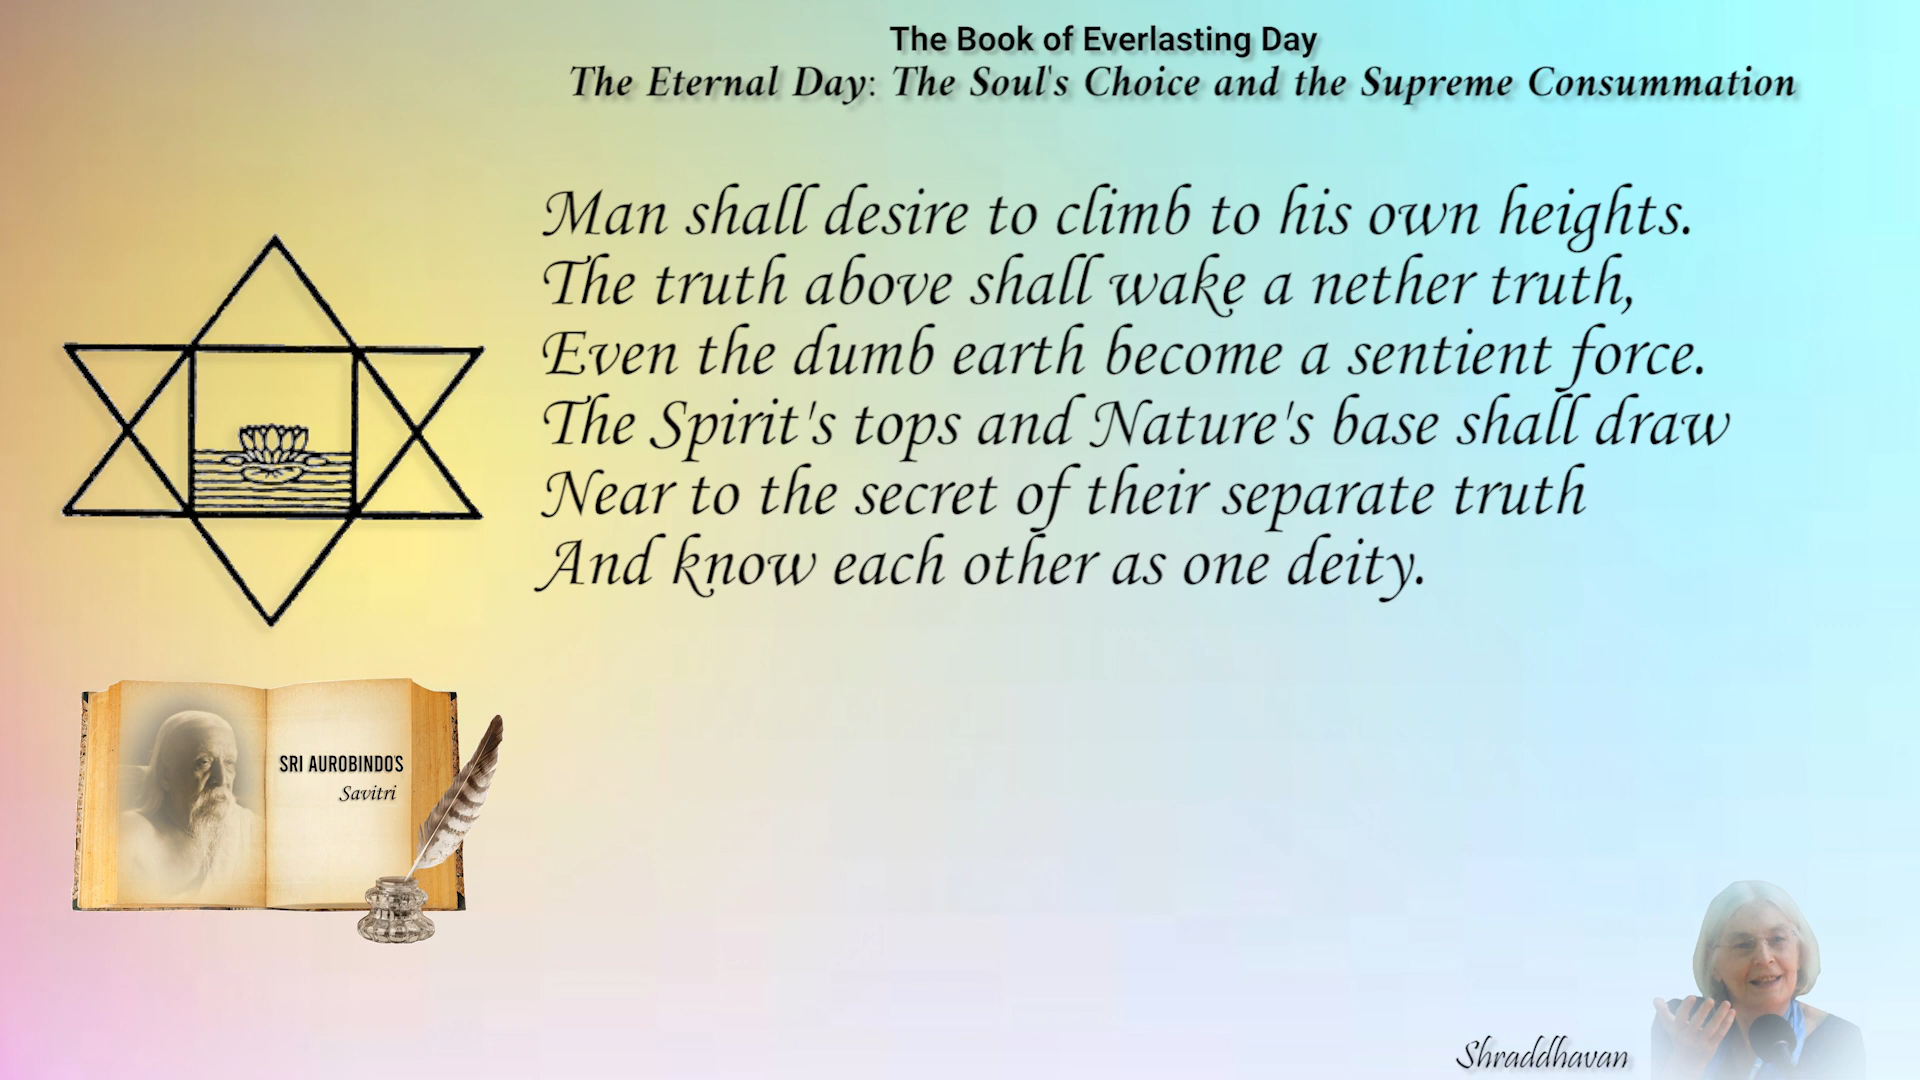 The Book of Everlasting Day
The Eternal Day: The Soul's Choice and the Supreme Consummation
Man shall desire to climb to his own heights.
The truth above shall wake a nether truth,
Even the dumb earth become a sentient force.
The Spirit's tops and Nature's base shall draw
Near to the secret of their separate truth
And know each other as one deity.
SRI AUROBINDO'S
Savitri
Shraddhavan